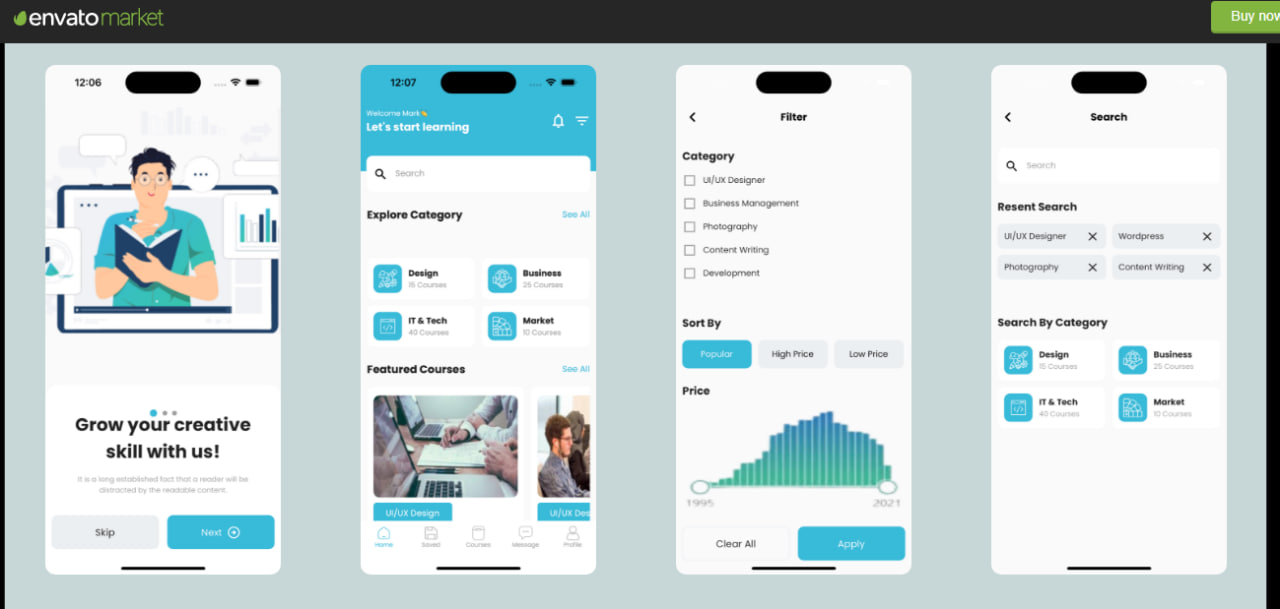 envato market
Buy now
12:06
Grow your creative
skill with us!
It is a long established fact that a reader will be
distracted by the readable content.
Skip
Next
12:07
Welcome Mark
Let's start learning
Search
Explore Category
See All
Design
15 Courses
Business
25 Courses
IT & Tech
40 Courses
Market
10 Courses
Featured Courses
See All
UI/UX Design
UI/UX Des
Home
Saved
Courses
Message
Profile
Filter
Category
UI/UX Designer
Business Management
Photography
Content Writing
Development
Sort By
Popular
High Price
Low Price
Price
1995
2021
Clear All
Apply
Search
Search
Resent Search
UI/UX Designer
Wordpress
Photography
Content Writing
Search By Category
Design
15 Courses
Business
25 Courses
IT & Tech
40 Courses
Market
10 Courses